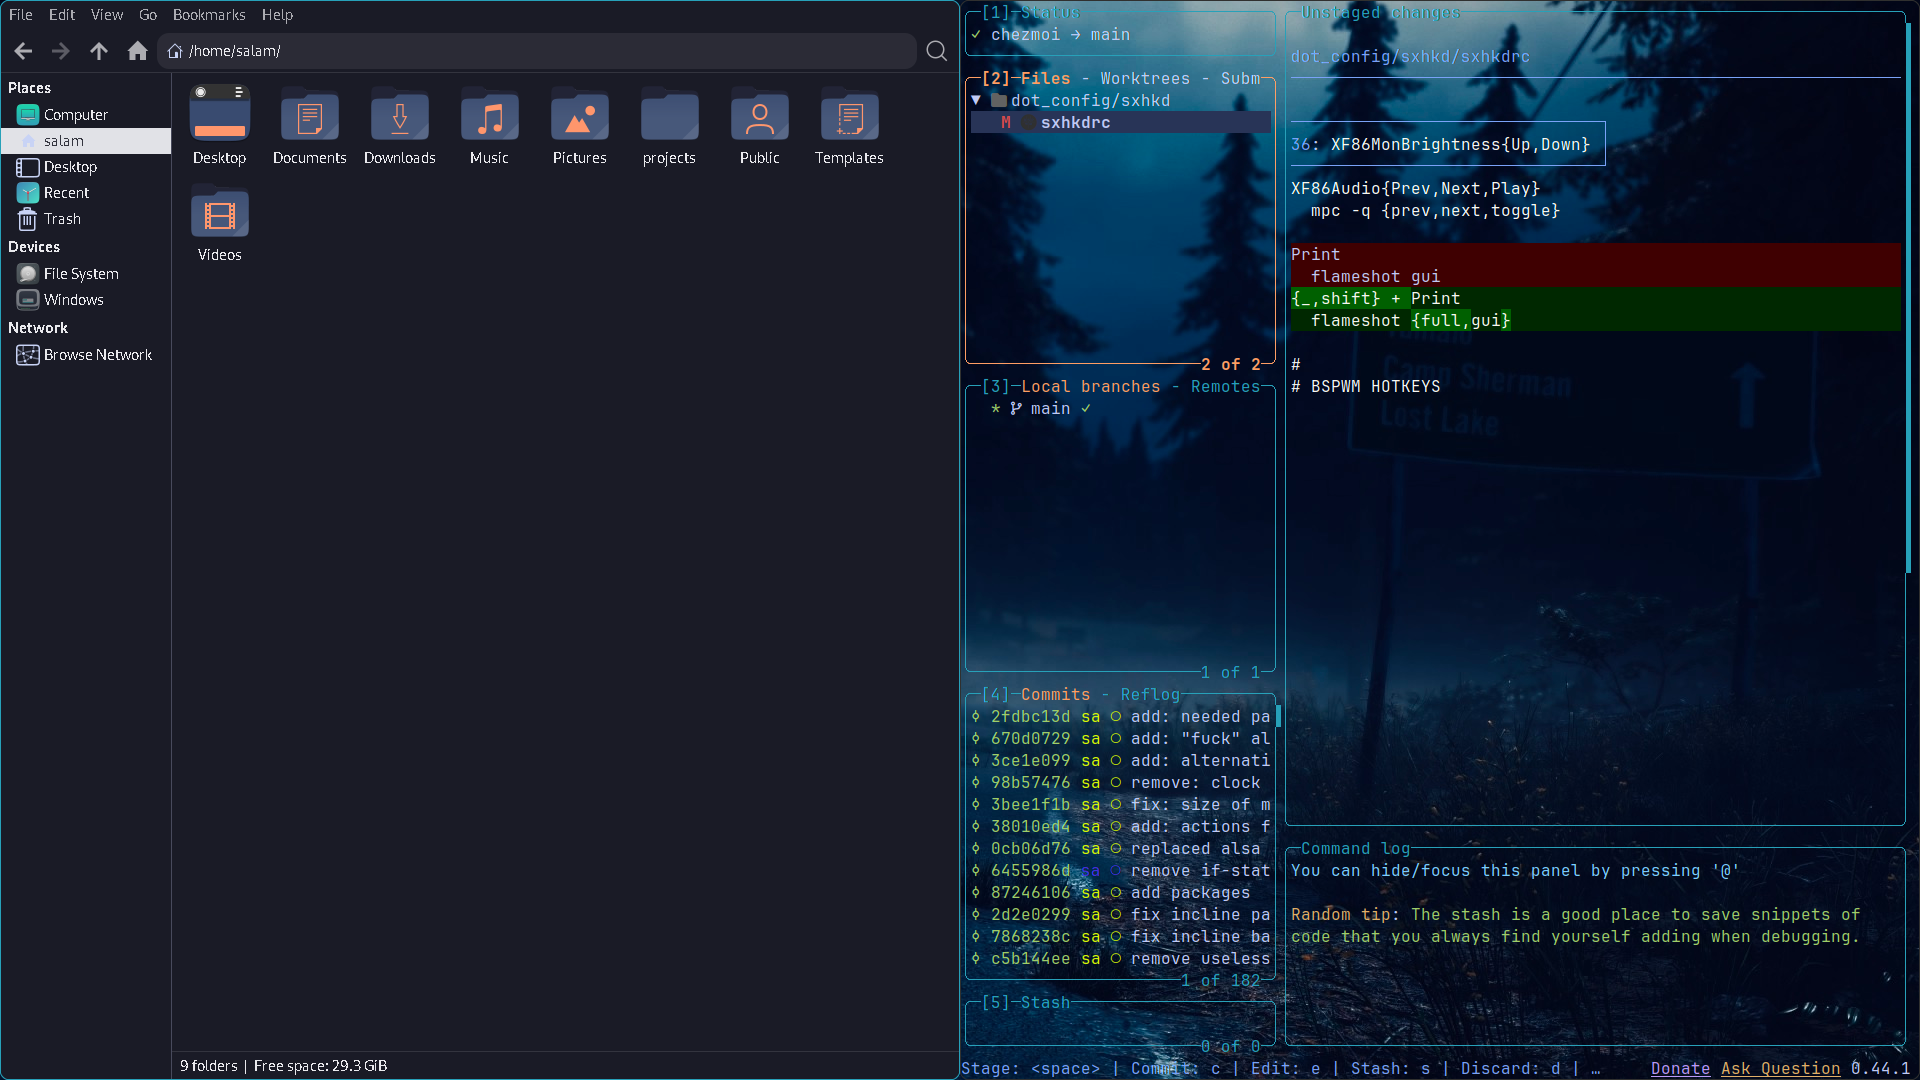 File Edit View Go Bookmarks Help
/home/salam/
Places
Computer
salam
Desktop
Recent
Trash
Devices
File System
Windows
Network
Browse Network
Desktop Documents Downloads Music Pictures projects Public Templates
Videos
9 folders | Free space: 29.3 GiB
[1]─Status
✓ chezmoi → main
[2]─Files - Worktrees - Subm
▼ dot_config/sxhkd
M sxhkdrc
2 of 2
[3]─Local branches - Remotes
* main ✓
1 of 1
[4]─Commits - Reflog
2fdbc13d sa ○ add: needed pa
670d0729 sa ○ add: "fuck" al
3ce1e099 sa ○ add: alternati
98b57476 sa ○ remove: clock
3bee1f1b sa ○ fix: size of m
38010ed4 sa ○ add: actions f
0cb06d76 sa ○ replaced alsa
6455986d sa ○ remove if-stat
87246106 sa ○ add packages
2d2e0299 sa ○ fix incline pa
7868238c sa ○ fix incline ba
c5b144ee sa ○ remove useless
1 of 182
[5]─Stash
0 of 0
Unstaged changes
dot_config/sxhkd/sxhkdrc
36: XF86MonBrightness{Up,Down}
XF86Audio{Prev,Next,Play}
mpc -q {prev,next,toggle}
Print
flameshot gui
{_,shift} + Print
flameshot {full,gui}
#
# BSPWM HOTKEYS
Camp Sherman
Lost Lake
Command log
You can hide/focus this panel by pressing '@'
Random tip: The stash is a good place to save snippets of
code that you always find yourself adding when debugging.
Stage: <space> | Commit: c | Edit: e | Stash: s | Discard: d | … Donate Ask Question 0.44.1